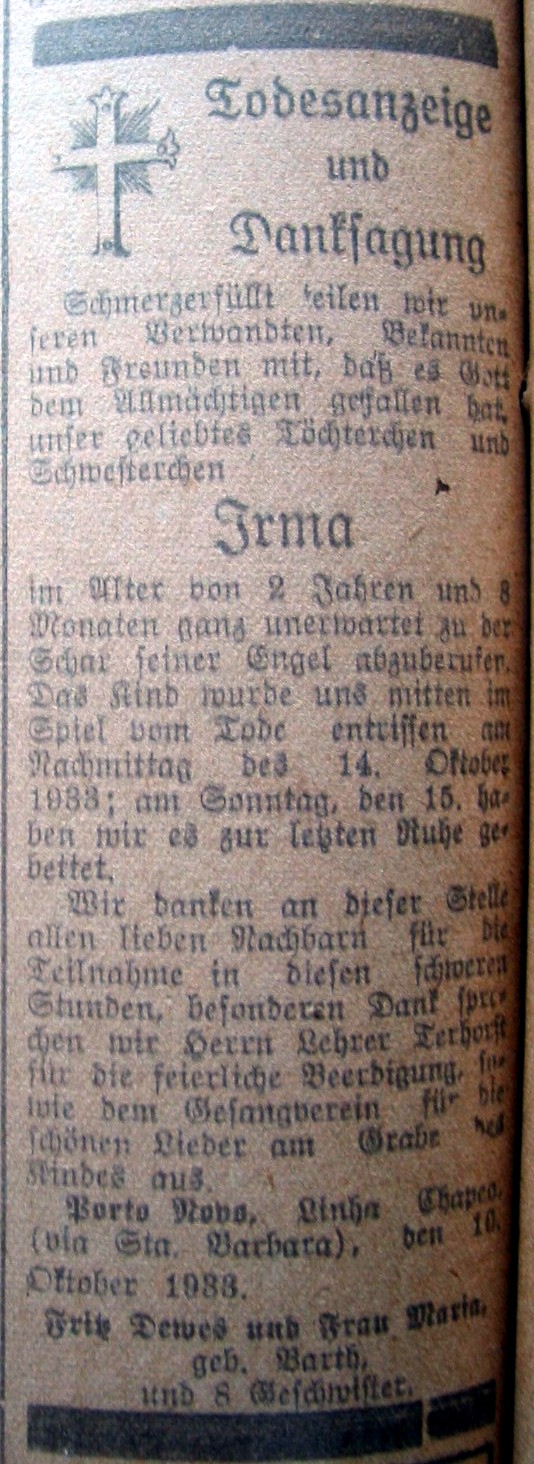 Todesanzeige
und
Danksagung
Schmerzerfüllt teilen wir un-
seren Verwandten, Bekannten
und Freunden mit, daß es Gott
dem Allmächtigen gefallen hat,
unser geliebtes Töchterchen und
Schwesterchen
Irma
im Alter von 2 Jahren und 8
Monaten ganz unerwartet zu der
Schar seiner Engel abzuberufen.
Das Kind wurde uns mitten im
Spiel vom Tode entrissen am
Nachmittag des 14. Oktober
1933; am Sonntag, den 15. ha-
ben wir es zur letzten Ruhe ge-
bettet.
Wir danken an dieser Stelle
allen lieben Nachbarn für die
Teilnahme in diesen schweren
Stunden, besonderen Dank spre-
chen wir Herrn Lehrer Terhorst
für die feierliche Beerdigung, so-
wie dem Gesangverein für die
schönen Lieder am Grabe des
Kindes aus.
Porto Novo, Linha Chapeo,
(via Sta. Barbara), den
Oktober 1933.
Fritz Dewes und Frau Maria,
geb. Barth,
und 8 Geschwister.